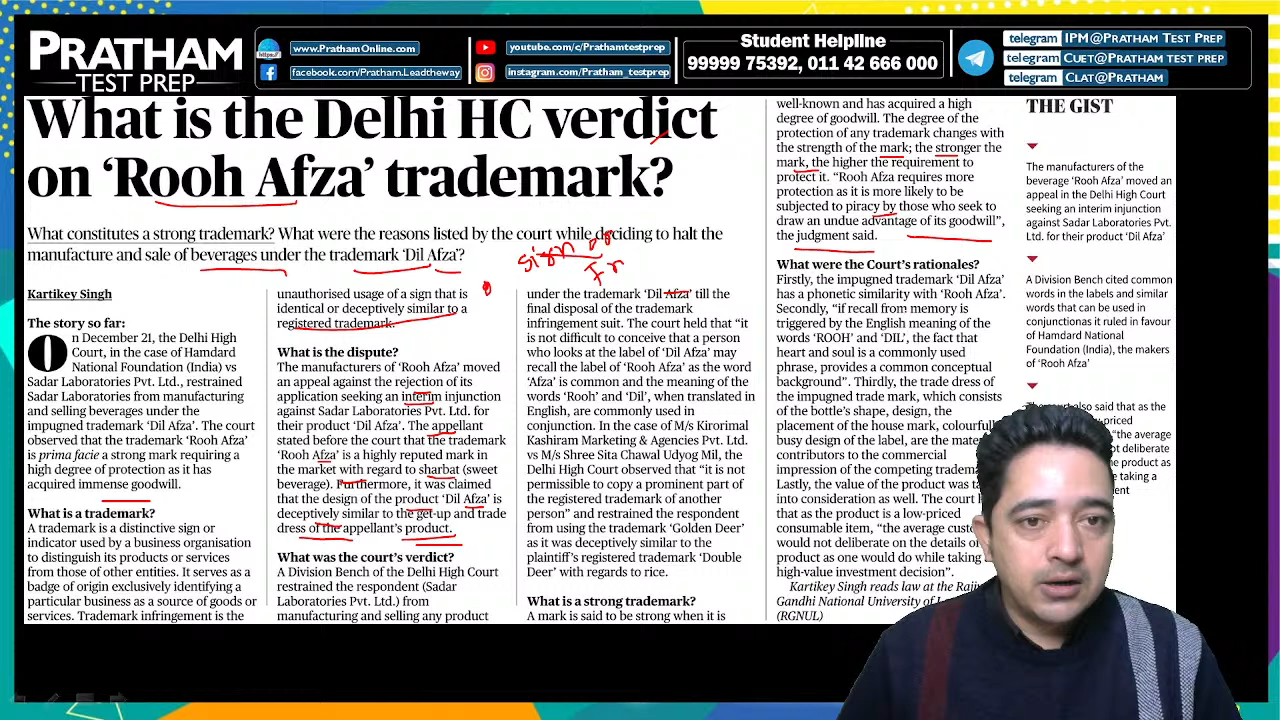 PRATHAM
TEST PREP
https://
www.PrathamOnline.com
facebook.com/Pratham.Leadtheway
youtube.com/c/Prathamtestprep
instagram.com/Pratham_testprep
Student Helpline
99999 75392, 011 42 666 000
telegram IPM@PRATHAM TEST PREP
telegram CUET@PRATHAM TEST PREP
telegram CLAT@PRATHAM
What is the Delhi HC verdict
on ‘Rooh Afza’ trademark?
What constitutes a strong trademark? What were the reasons listed by the court while deciding to halt the
manufacture and sale of beverages under the trademark ‘Dil Afza’?
sign or
Kartikey Singh
The story so far:
On December 21, the Delhi High
Court, in the case of Hamdard
National Foundation (India) vs
Sadar Laboratories Pvt. Ltd., restrained
Sadar Laboratories from manufacturing
and selling beverages under the
impugned trademark ‘Dil Afza’. The court
observed that the trademark ‘Rooh Afza’
is prima facie a strong mark requiring a
high degree of protection as it has
acquired immense goodwill.
What is a trademark?
A trademark is a distinctive sign or
indicator used by a business organisation
to distinguish its products or services
from those of other entities. It serves as a
badge of origin exclusively identifying a
particular business as a source of goods or
services. Trademark infringement is the
unauthorised usage of a sign that is
identical or deceptively similar to a
registered trademark.
What is the dispute?
The manufacturers of ‘Rooh Afza’ moved
an appeal against the rejection of its
application seeking an interim injunction
against Sadar Laboratories Pvt. Ltd. for
their product ‘Dil Afza’. The appellant
stated before the court that the trademark
‘Rooh Afza’ is a highly reputed mark in
the market with regard to sharbat (sweet
beverage). Furthermore, it was claimed
that the design of the product ‘Dil Afza’ is
deceptively similar to the get-up and trade
dress of the appellant’s product.
What was the court’s verdict?
A Division Bench of the Delhi High Court
restrained the respondent (Sadar
Laboratories Pvt. Ltd.) from
manufacturing and selling any product
under the trademark ‘Dil Afza’ till the
final disposal of the trademark
infringement suit. The court held that “it
is not difficult to conceive that a person
who looks at the label of ‘Dil Afza’ may
recall the label of ‘Rooh Afza’ as the word
‘Afza’ is common and the meaning of the
words ‘Rooh’ and ‘Dil’, when translated in
English, are commonly used in
conjunction. In the case of M/s Kirorimal
Kashiram Marketing & Agencies Pvt. Ltd.
vs M/s Shree Sita Chawal Udyog Mil, the
Delhi High Court observed that “it is not
permissible to copy a prominent part of
the registered trademark of another
person” and restrained the respondent
from using the trademark ‘Golden Deer’
as it was deceptively similar to the
plaintiff’s registered trademark ‘Double
Deer’ with regards to rice.
What is a strong trademark?
A mark is said to be strong when it is
well-known and has acquired a high
degree of goodwill. The degree of the
protection of any trademark changes with
the strength of the mark; the stronger the
mark, the higher the requirement to
protect it. “Rooh Afza requires more
protection as it is more likely to be
subjected to piracy by those who seek to
draw an undue advantage of its goodwill”,
the judgment said.
What were the Court’s rationales?
Firstly, the impugned trademark ‘Dil Afza’
has a phonetic similarity with ‘Rooh Afza’.
Secondly, “if recall from memory is
triggered by the English meaning of the
words ‘ROOH’ and ‘DIL’, the fact that
heart and soul is a commonly used
phrase, provides a common conceptual
background”. Thirdly, the trade dress of
the impugned trade mark, which consists
of the bottle’s shape, design, the
placement of the house mark, colourfully
busy design of the label, are the mater
contributors to the commercial
impression of the competing tradem
Lastly, the value of the product was ta
into consideration as well. The court h
that as the product is a low-priced
consumable item, “the average custo
would not deliberate on the details o
product as one would do while taking
high-value investment decision”.
Kartikey Singh reads law at the Raji
Gandhi National University of L
(RGNUL)
THE GIST
The manufacturers of the
beverage ‘Rooh Afza’ moved an
appeal in the Delhi High Court
seeking an interim injunction
against Sadar Laboratories Pvt.
Ltd. for their product ‘Dil Afza’
A Division Bench cited common
words in the labels and similar
words that can be used in
conjunctionas it ruled in favour
of Hamdard National
Foundation (India), the makers
of ‘Rooh Afza’
The court also said that as the
-priced
“the average
not deliberate
he product as
e taking a
ent